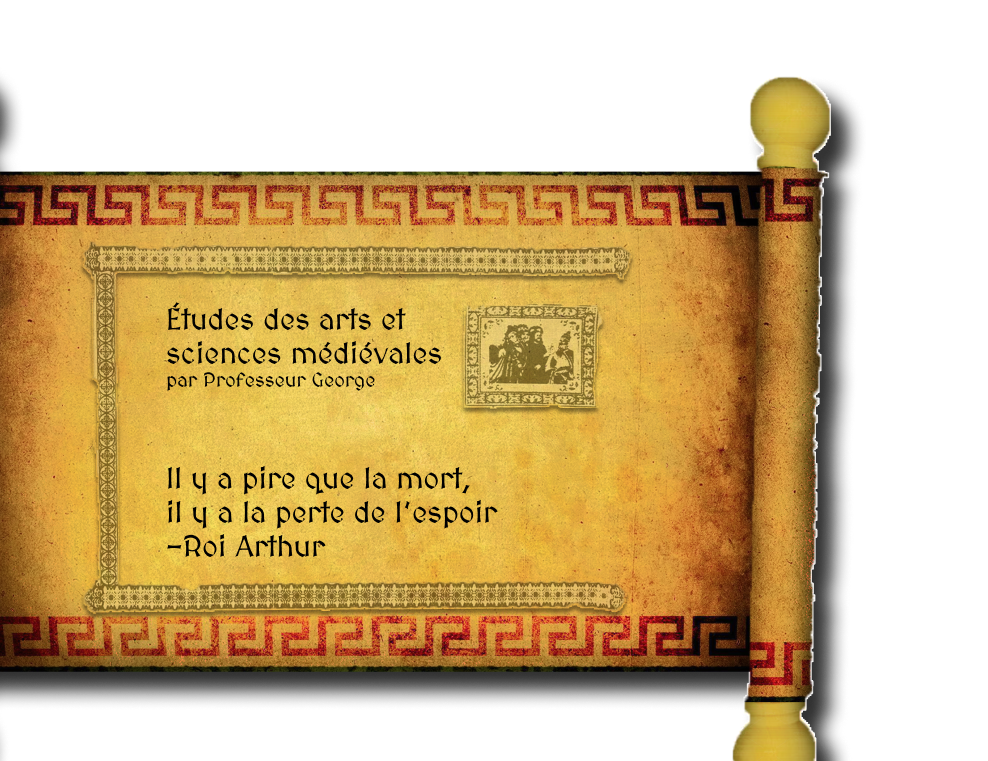 Études des arts et
sciences médiévales
par Professeur George
Il y a pire que la mort,
il y a la perte de l'espoir
-Roi Arthur